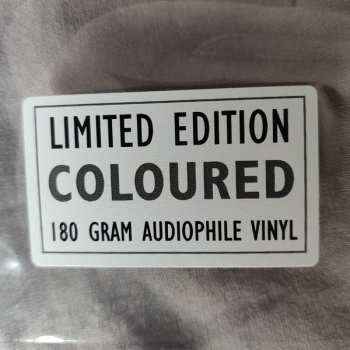 LIMITED EDITION
COLOURED
180 GRAM AUDIOPHILE VINYL